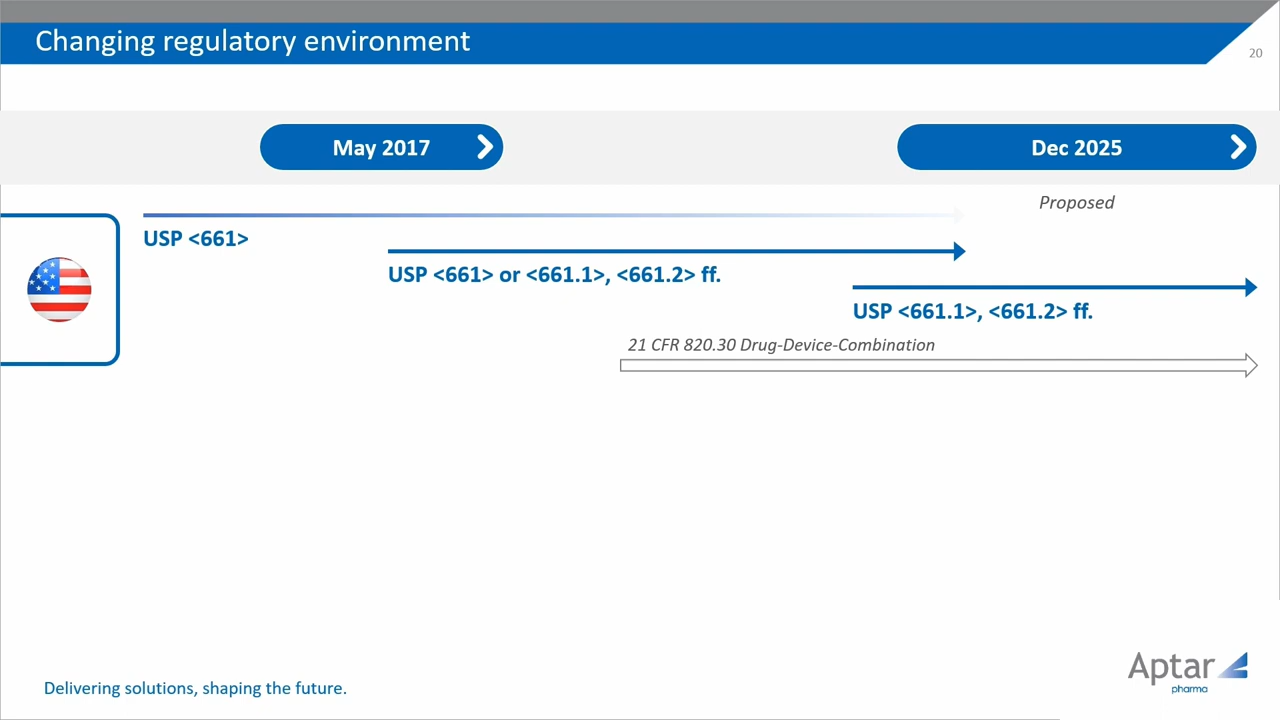 Changing regulatory environment
20
May 2017
Dec 2025
Proposed
USP <661>
USP <661> or <661.1>, <661.2> ff.
USP <661.1>, <661.2> ff.
21 CFR 820.30 Drug-Device-Combination
Delivering solutions, shaping the future.
Aptar
pharma